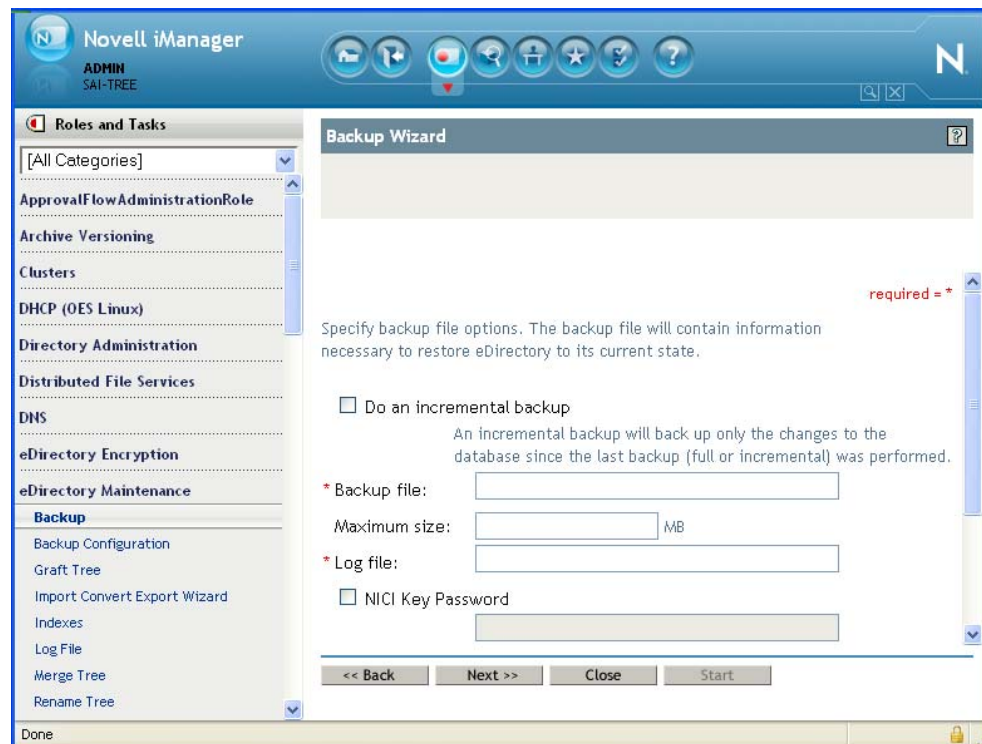 Novell iManager
ADMIN
SAI-TREE
N
N
?
Roles and Tasks
[All Categories]
ApprovalFlowAdministrationRole
Archive Versioning
Clusters
DHCP (OES Linux)
Directory Administration
Distributed File Services
DNS
eDirectory Encryption
eDirectory Maintenance
Backup
Backup Configuration
Graft Tree
Import Convert Export Wizard
Indexes
Log File
Merge Tree
Rename Tree
Backup Wizard
?
required = *
Specify backup file options. The backup file will contain information
necessary to restore eDirectory to its current state.
Do an incremental backup
An incremental backup will back up only the changes to the
database since the last backup (full or incremental) was performed.
* Backup file:
Maximum size: MB
* Log file:
NICI Key Password
<< Back Next >> Close Start
Done